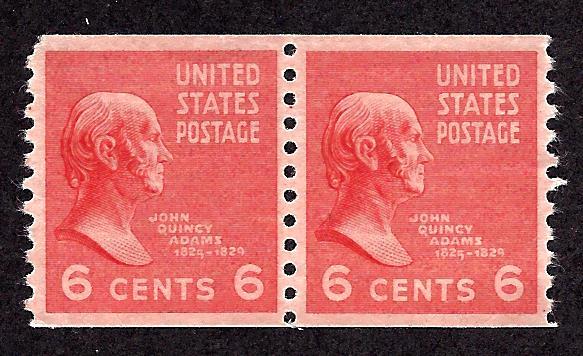 UNITED
STATES
POSTAGE
JOHN
QUINCY
ADAMS
1825-1829
6 CENTS 6
UNITED
STATES
POSTAGE
JOHN
QUINCY
ADAMS
1825-1829
6 CENTS 6